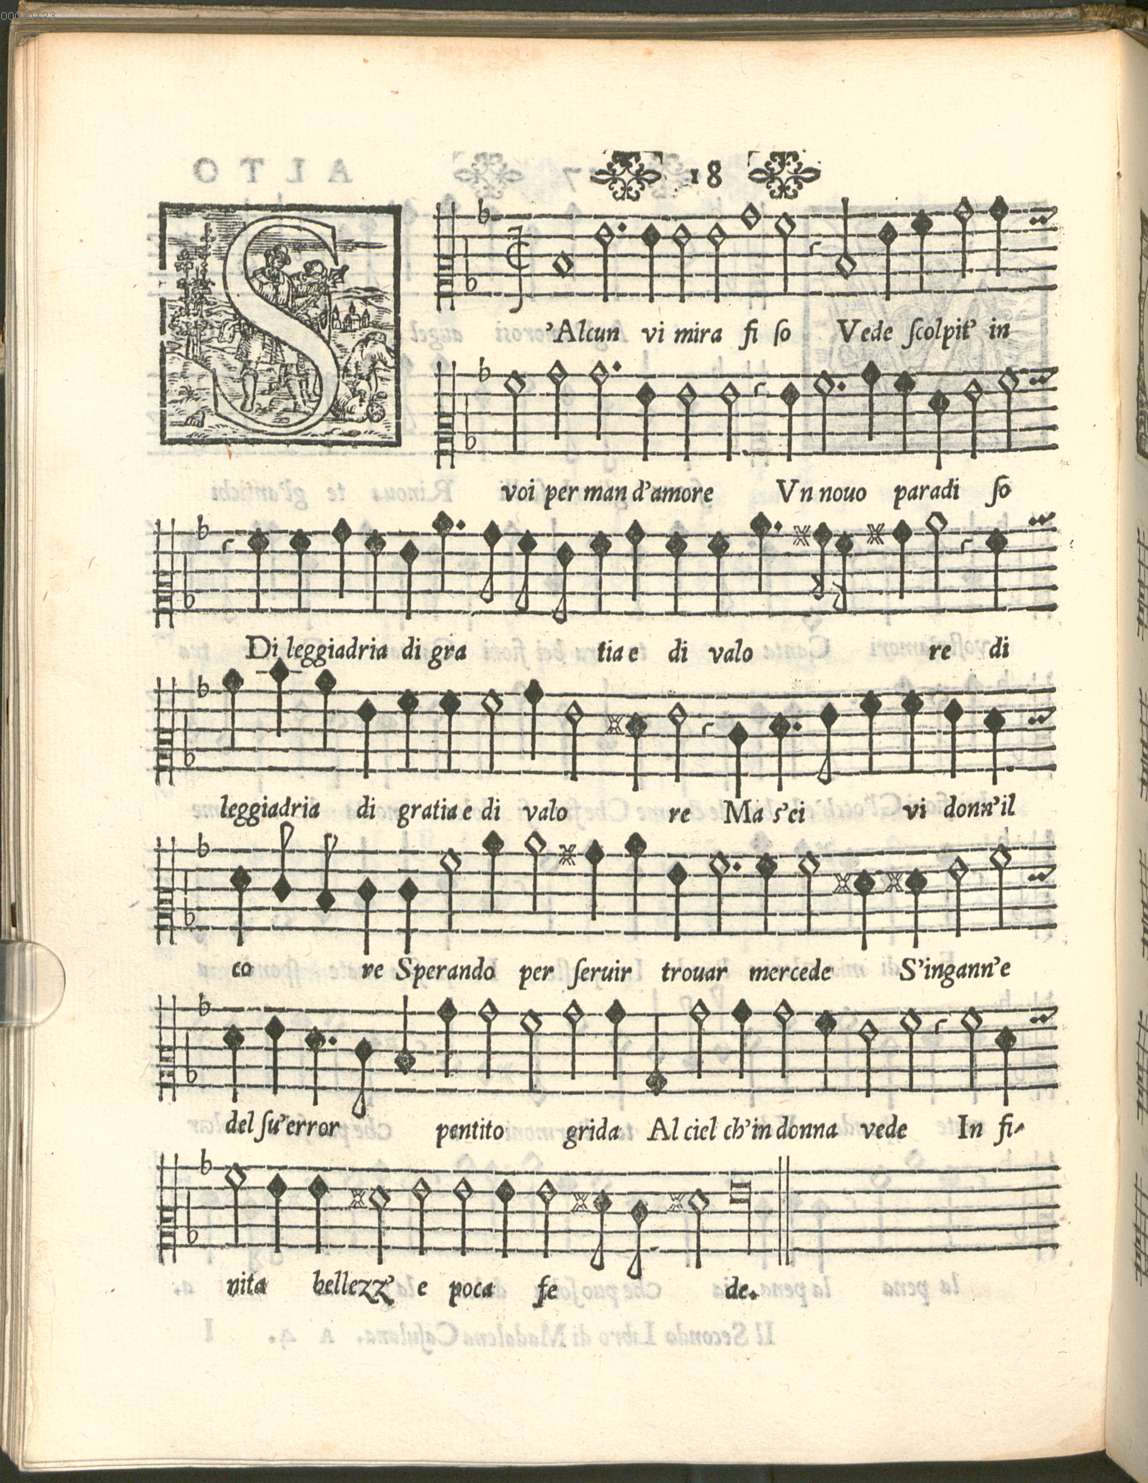 18
S'Alcun vi mira fi ſo Vede ſcolpit' in
voi per man d'amore Vn nouo paradi ſo
Di leggiadria di gra tia e di valo re di
leggiadria di gratia e di valo re Ma s'ei vi donn'il
co re Sperando per ſeruir trouar mercede S'ingann'e
del ſu'error pentito grida Al ciel ch'in donna vede In fi-
nita bellezz' e poca fe de.